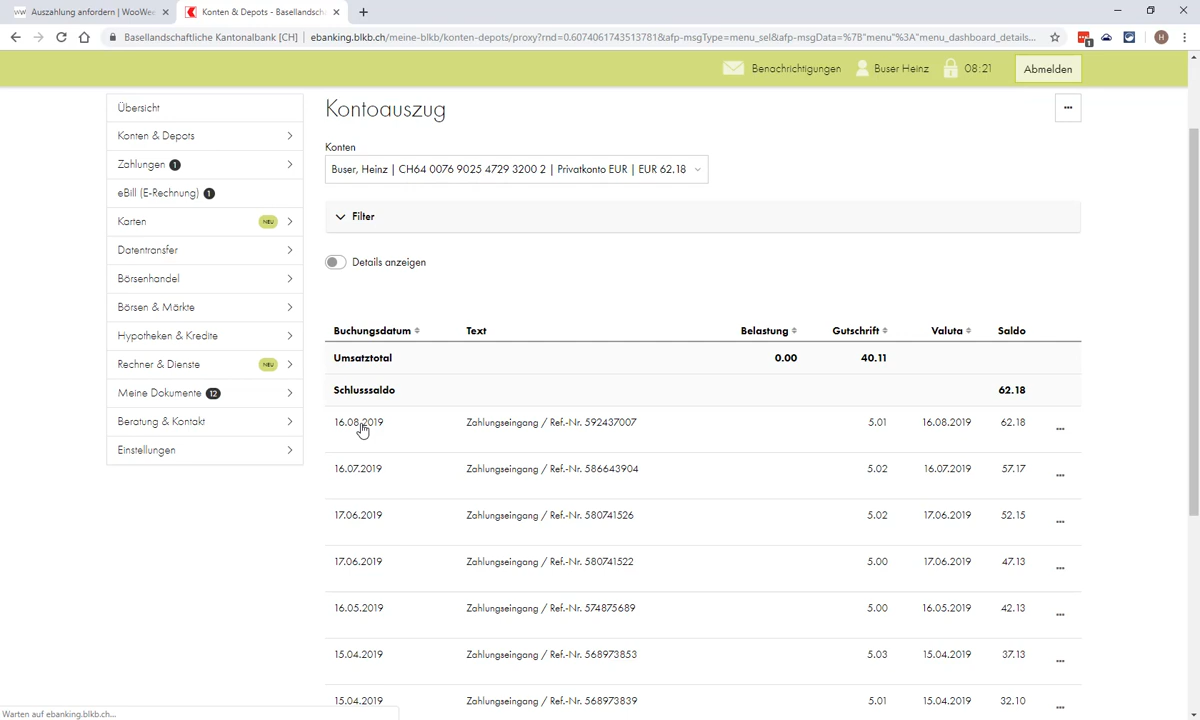 Auszahlung anfordern | WooWee
Konten & Depots - Basellandsch
Basellandschaftliche Kantonalbank [CH] | ebanking.blkb.ch/meine-blkb/konten-depots/proxy?rnd=0.6074061743513781&afp-msgType=menu_sel&afp-msgData=%7B"menu"%3A"menu_dashboard_details...
1
H
Benachrichtigungen
Buser Heinz
08:21
Abmelden
Übersicht
Konten & Depots
Zahlungen 1
eBill (E-Rechnung) 1
Karten NEU
Datentransfer
Börsenhandel
Börsen & Märkte
Hypotheken & Kredite
Rechner & Dienste NEU
Meine Dokumente 12
Beratung & Kontakt
Einstellungen
Kontoauszug
...
Konten
Buser, Heinz | CH64 0076 9025 4729 3200 2 | Privatkonto EUR | EUR 62.18
Filter
Details anzeigen
Buchungsdatum Text Belastung Gutschrift Valuta Saldo
Umsatztotal 0.00 40.11
Schlusssaldo 62.18
16.08.2019 Zahlungseingang / Ref.-Nr. 592437007 5.01 16.08.2019 62.18 ...
16.07.2019 Zahlungseingang / Ref.-Nr. 586643904 5.02 16.07.2019 57.17 ...
17.06.2019 Zahlungseingang / Ref.-Nr. 580741526 5.02 17.06.2019 52.15 ...
17.06.2019 Zahlungseingang / Ref.-Nr. 580741522 5.00 17.06.2019 47.13 ...
16.05.2019 Zahlungseingang / Ref.-Nr. 574875689 5.00 16.05.2019 42.13 ...
15.04.2019 Zahlungseingang / Ref.-Nr. 568973853 5.03 15.04.2019 37.13 ...
15.04.2019 Zahlungseingang / Ref.-Nr. 568973839 5.01 15.04.2019 32.10 ...
Warten auf ebanking.blkb.ch...